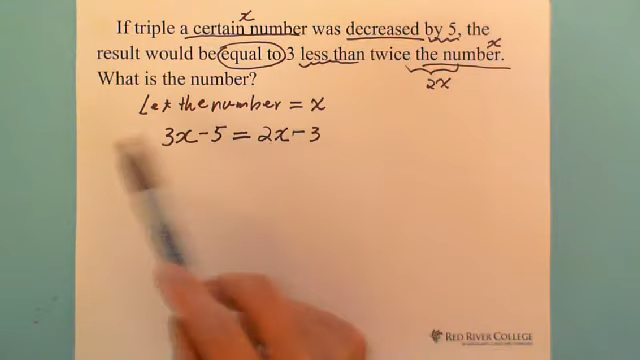 x
If triple a certain number was decreased by 5, the
result would be equal to 3 less than twice the number.
x
What is the number?
2x
Let the number = x
3x-5 = 2x-3
RED RIVER COLLEGE